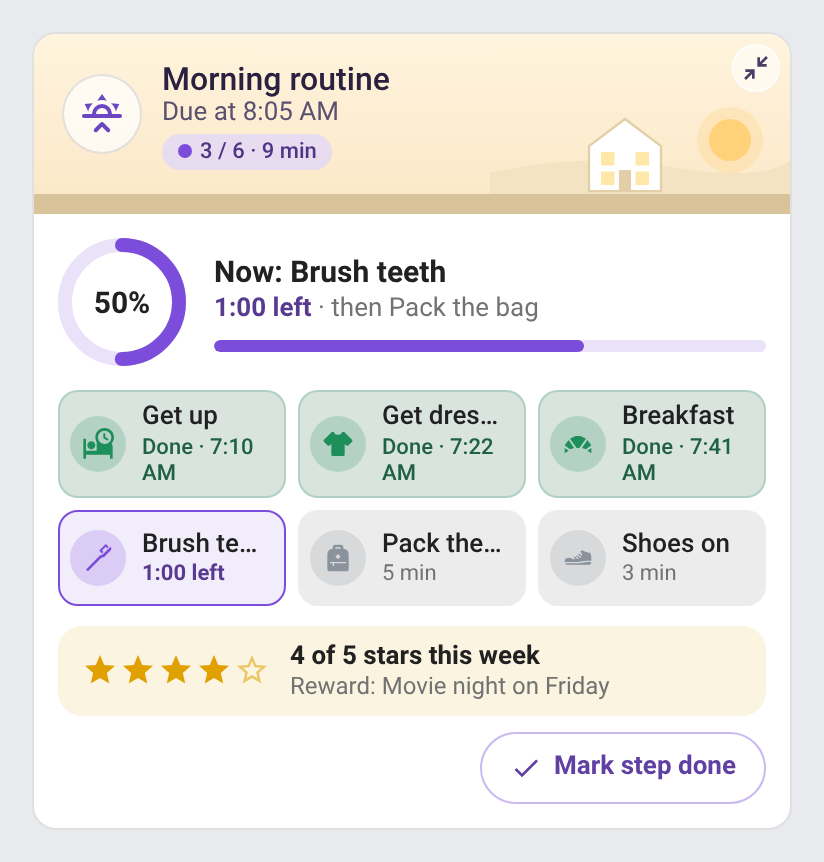 Morning routine
Due at 8:05 AM
3 / 6 · 9 min
50%
Now: Brush teeth
1:00 left · then Pack the bag
Get up
Done · 7:10
AM
Get dres...
Done · 7:22
AM
Breakfast
Done · 7:41
AM
Brush te...
1:00 left
Pack the...
5 min
Shoes on
3 min
4 of 5 stars this week
Reward: Movie night on Friday
Mark step done